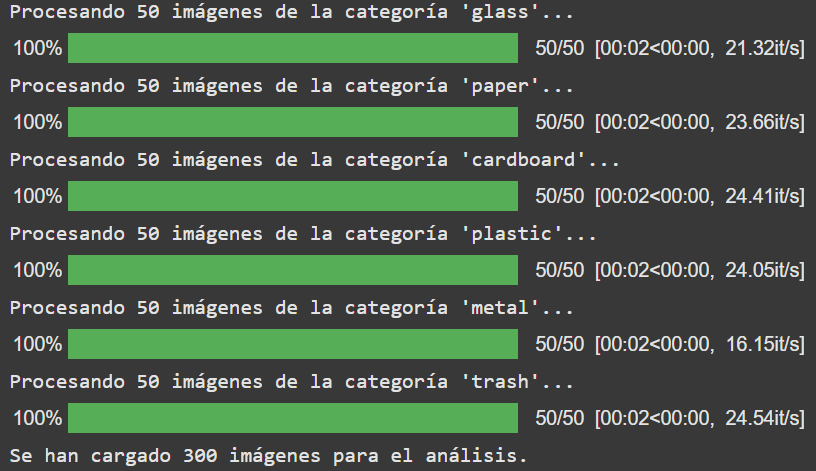 Procesando 50 imágenes de la categoría 'glass'...
100% 50/50 [00:02<00:00, 21.32it/s]
Procesando 50 imágenes de la categoría 'paper'...
100% 50/50 [00:02<00:00, 23.66it/s]
Procesando 50 imágenes de la categoría 'cardboard'...
100% 50/50 [00:02<00:00, 24.41it/s]
Procesando 50 imágenes de la categoría 'plastic'...
100% 50/50 [00:02<00:00, 24.05it/s]
Procesando 50 imágenes de la categoría 'metal'...
100% 50/50 [00:02<00:00, 16.15it/s]
Procesando 50 imágenes de la categoría 'trash'...
100% 50/50 [00:02<00:00, 24.54it/s]
Se han cargado 300 imágenes para el análisis.